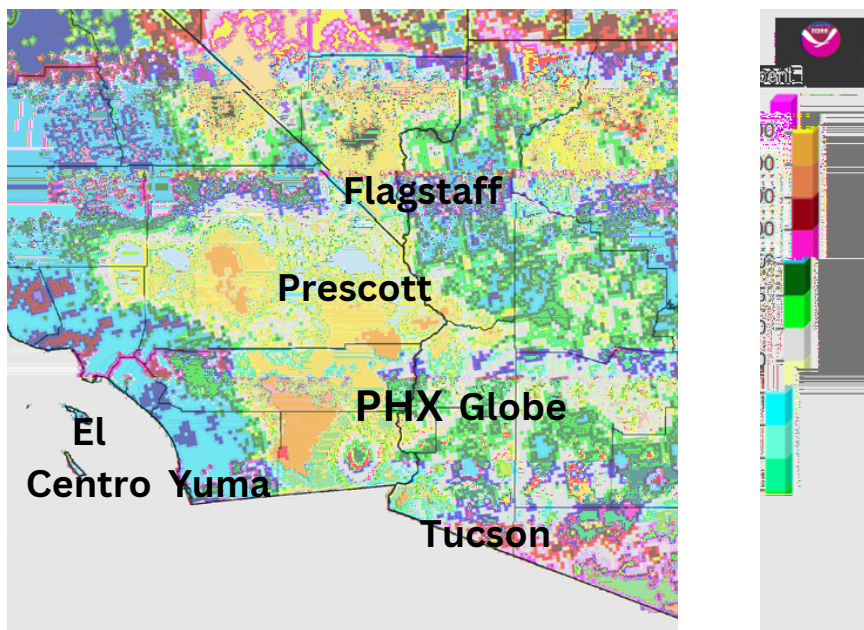 Flagstaff
Prescott
PHX Globe
El
Centro Yuma
Tucson